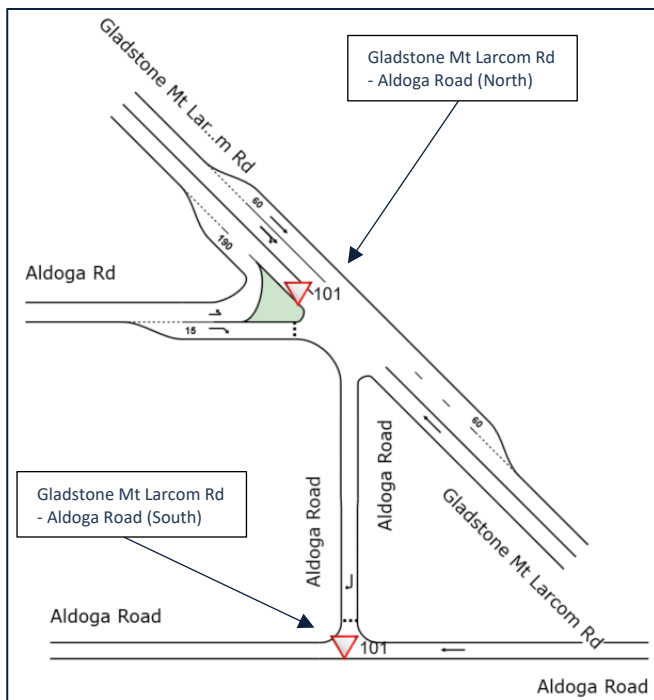 Gladstone Mt Larcom Rd
- Aldoga Road (North)
Gladstone
Mt Lar...m Rd
60
190
Aldoga Rd
101
15
60
Aldoga Road
Aldoga Road
Gladstone Mt Larcom Rd
Gladstone Mt Larcom Rd
- Aldoga Road (South)
Aldoga Road
101
Aldoga Road